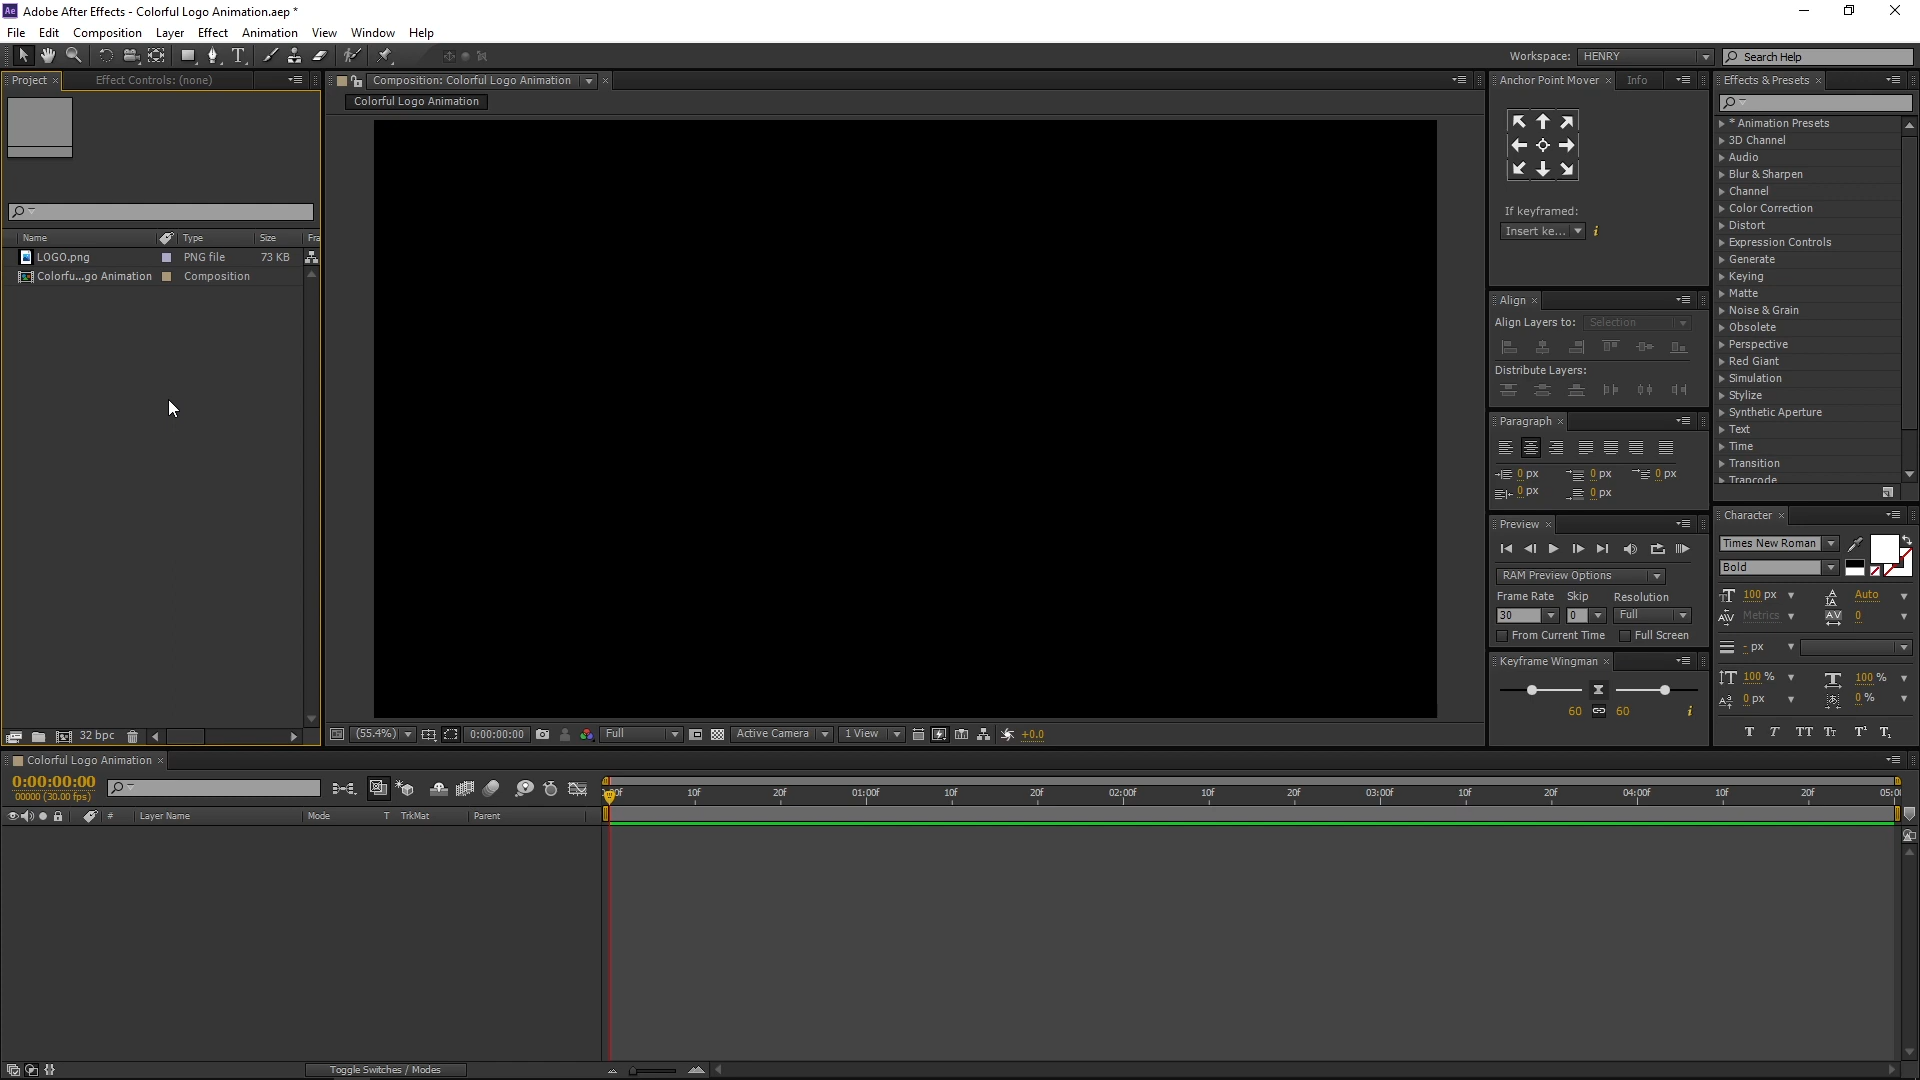 Adobe After Effects - Colorful Logo Animation.aep *
File Edit Composition Layer Effect Animation View Window Help
Workspace: HENRY Search Help
Project Effect Controls: (none)
Composition: Colorful Logo Animation
Colorful Logo Animation
Name Type Size Fra
LOGO.png PNG file 73 KB
Colorfu...go Animation Composition
32 bpc
(55.4%) 0:00:00:00 Full Active Camera 1 View +0.0
Anchor Point Mover Info
If keyframed:
Insert ke...
Align
Align Layers to: Selection
Distribute Layers:
Paragraph
0 px 0 px 0 px
0 px 0 px
Preview
RAM Preview Options
Frame Rate Skip Resolution
30 0 Full
From Current Time Full Screen
Keyframe Wingman
60 60
Effects & Presets
* Animation Presets
3D Channel
Audio
Blur & Sharpen
Channel
Color Correction
Distort
Expression Controls
Generate
Keying
Matte
Noise & Grain
Obsolete
Perspective
Red Giant
Simulation
Stylize
Synthetic Aperture
Text
Time
Transition
Trapcode
Character
Times New Roman
Bold
100 px Auto
Metrics 0
- px
100 % 100 %
0 px 0 %
T T TT Tt T¹ T₁
Colorful Logo Animation
0:00:00:00
00000 (30.00 fps)
10f 20f 01:00f 10f 20f 02:00f 10f 20f 03:00f 10f 20f 04:00f 10f 20f 05:0
# Layer Name Mode T TrkMat Parent
Toggle Switches / Modes